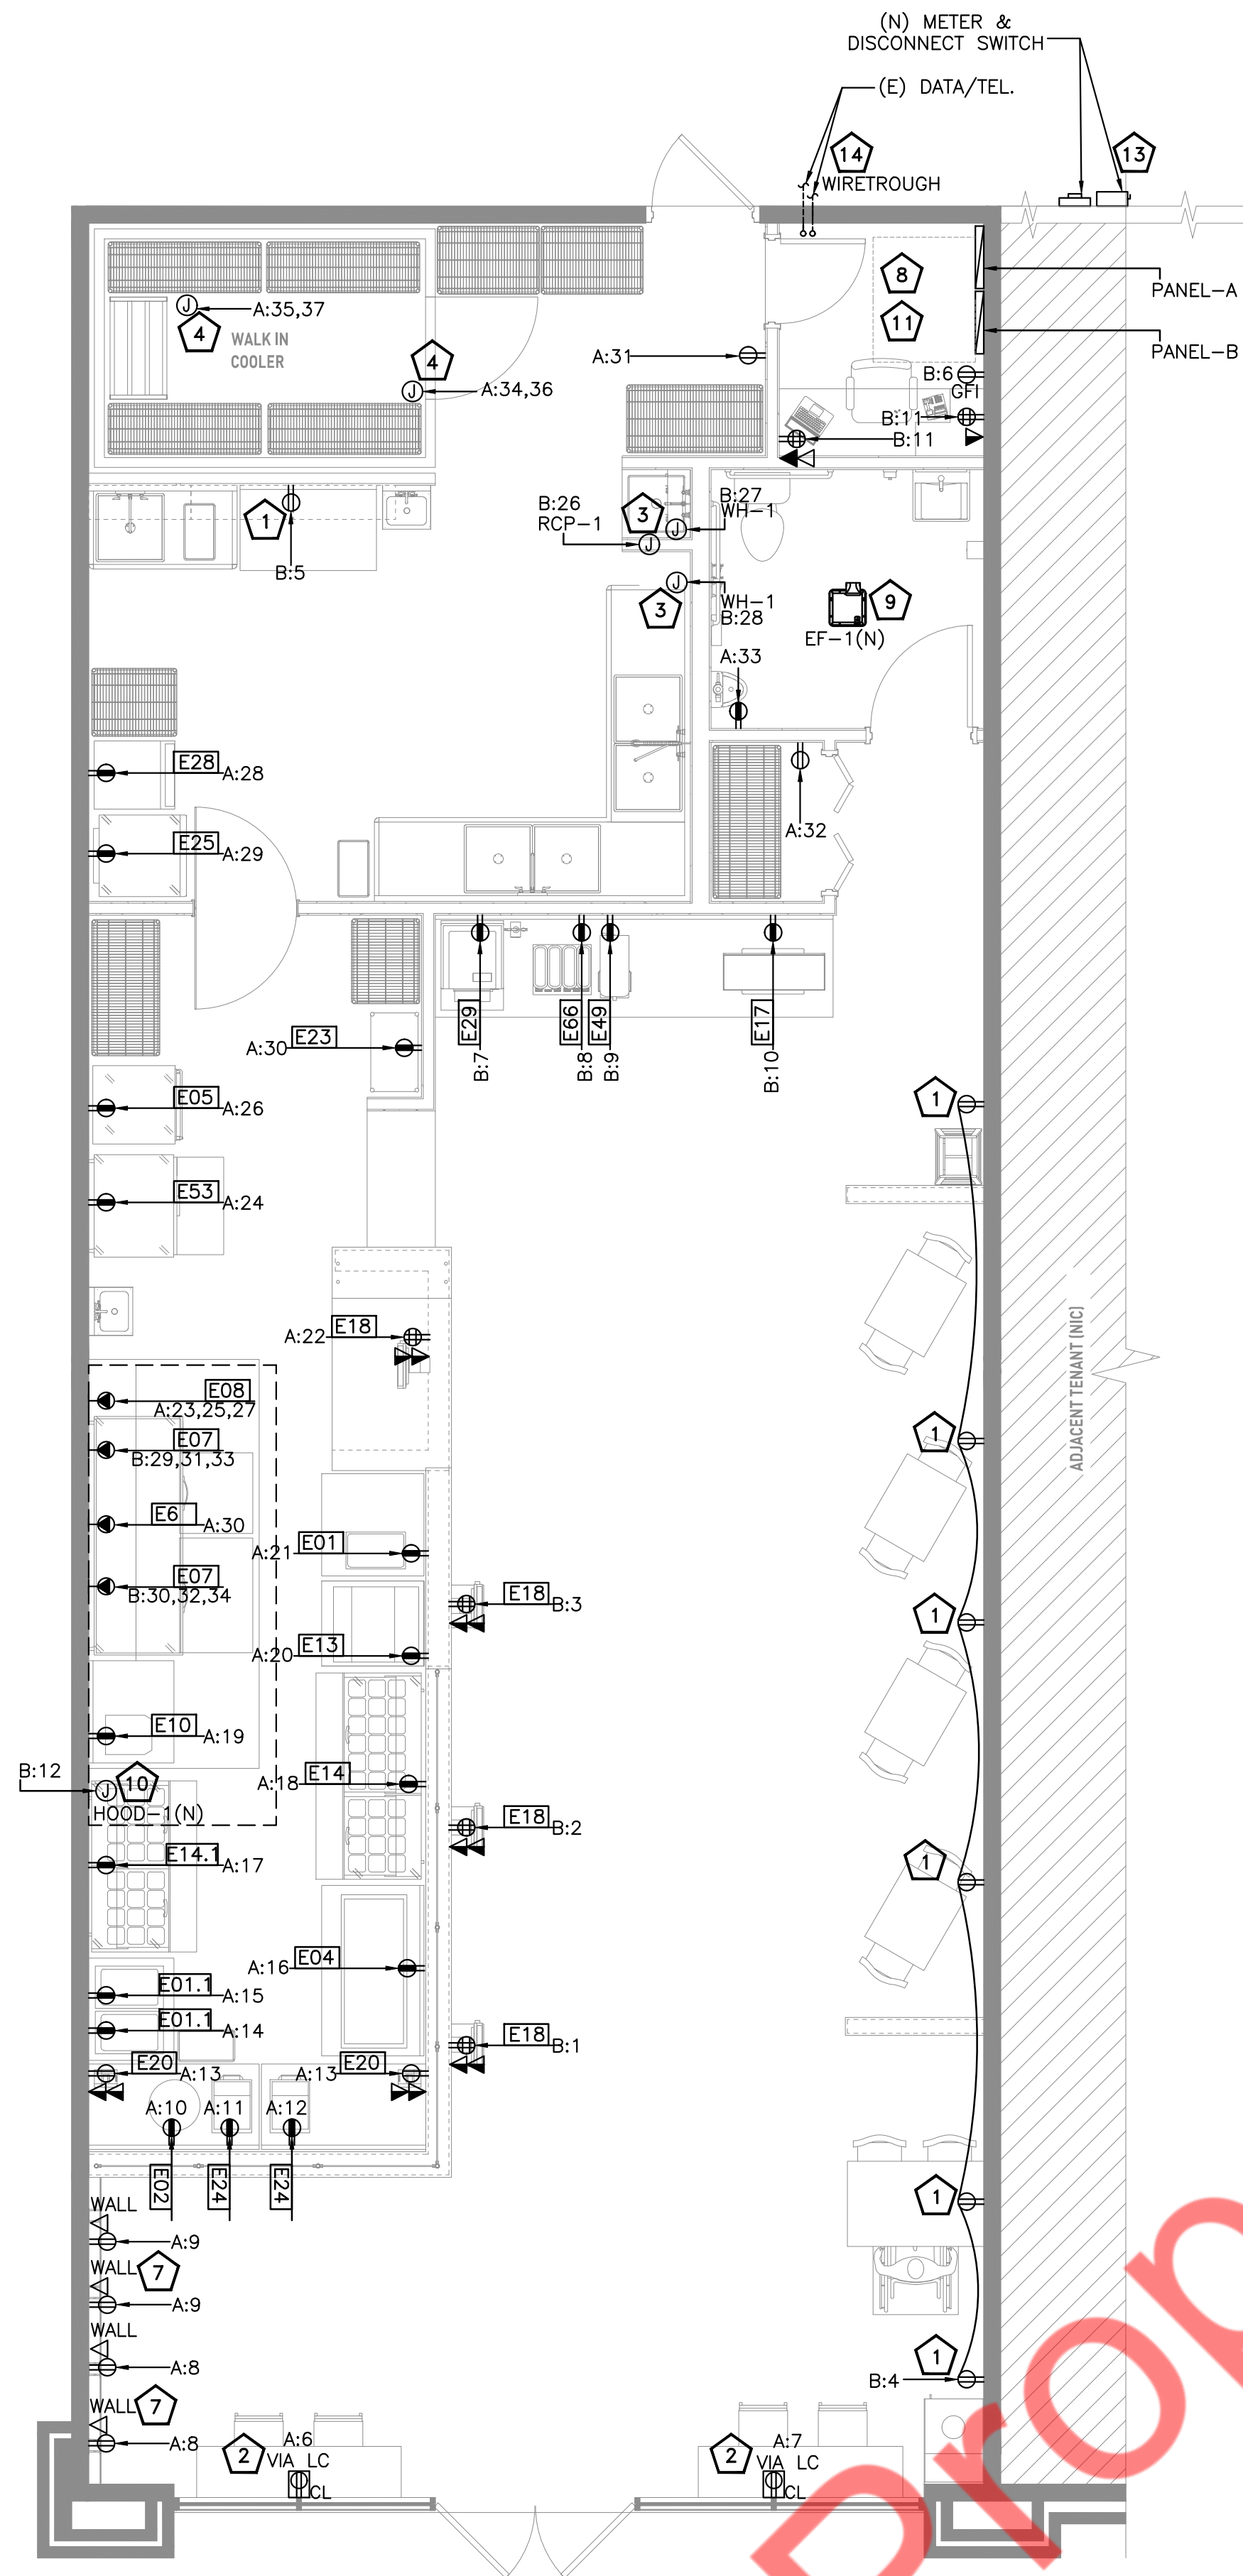 (N) METER &
DISCONNECT SWITCH
(E) DATA/TEL.
14
13
WIRETROUGH
8
PANEL-A
11
PANEL-B
A:35,37
4
WALK IN
COOLER
4
A:34,36
A:31
B:6
GFI
B:11
B:11
1
B:5
B:26
RCP-1
3
B:27
WH-1
3
WH-1
B:28
9
EF-1(N)
A:33
E28
A:28
A:32
E25
A:29
E29
B:7
E66
B:8
E49
B:9
E17
B:10
A:30
E23
E05
A:26
1
E53
A:24
A:22
E18
ADJACENT TENANT (NIC)
E08
A:23,25,27
E07
B:29,31,33
1
E6
A:30
A:21
E01
E07
B:30,32,34
E18
B:3
1
A:20
E13
E10
A:19
B:12
10
HOOD-1(N)
A:18
E14
E18
B:2
E14.1
A:17
1
A:16
E04
E01.1
A:15
E01.1
A:14
E18
B:1
E20
A:13
A:13
E20
A:10
A:11
A:12
E02
E24
E24
1
WALL
A:9
WALL
7
A:9
WALL
A:8
1
B:4
WALL
7
A:8
2
A:6
VIA LC
CL
2
A:7
VIA LC
CL
Prop